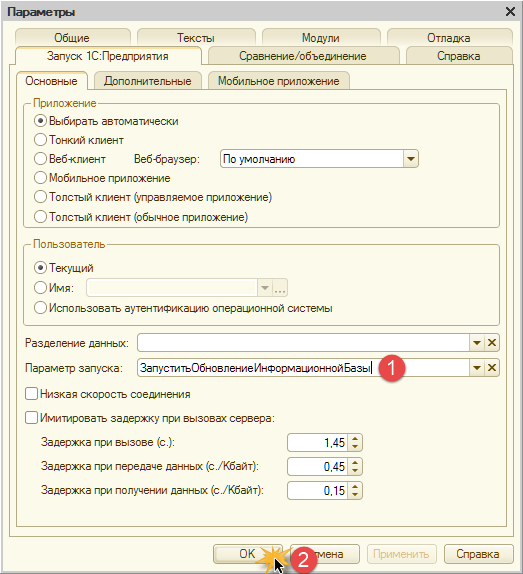 Параметры
Общие Тексты Модули Отладка
Запуск 1С:Предприятия Сравнение/объединение Справка
Основные Дополнительные Мобильное приложение
Приложение
Выбирать автоматически
Тонкий клиент
Веб-клиент Веб-браузер: По умолчанию
Мобильное приложение
Толстый клиент (управляемое приложение)
Толстый клиент (обычное приложение)
Пользователь
Текущий
Имя: ...
Использовать аутентификацию операционной системы
Разделение данных:
Параметр запуска: ЗапуститьОбновлениеИнформационнойБазы 1
Низкая скорость соединения
Имитировать задержку при вызовах сервера:
Задержка при вызове (с.): 1,45
Задержка при передаче данных (с./Кбайт): 0,45
Задержка при получении данных (с./Кбайт): 0,15
OK 2 тмена Применить Справка